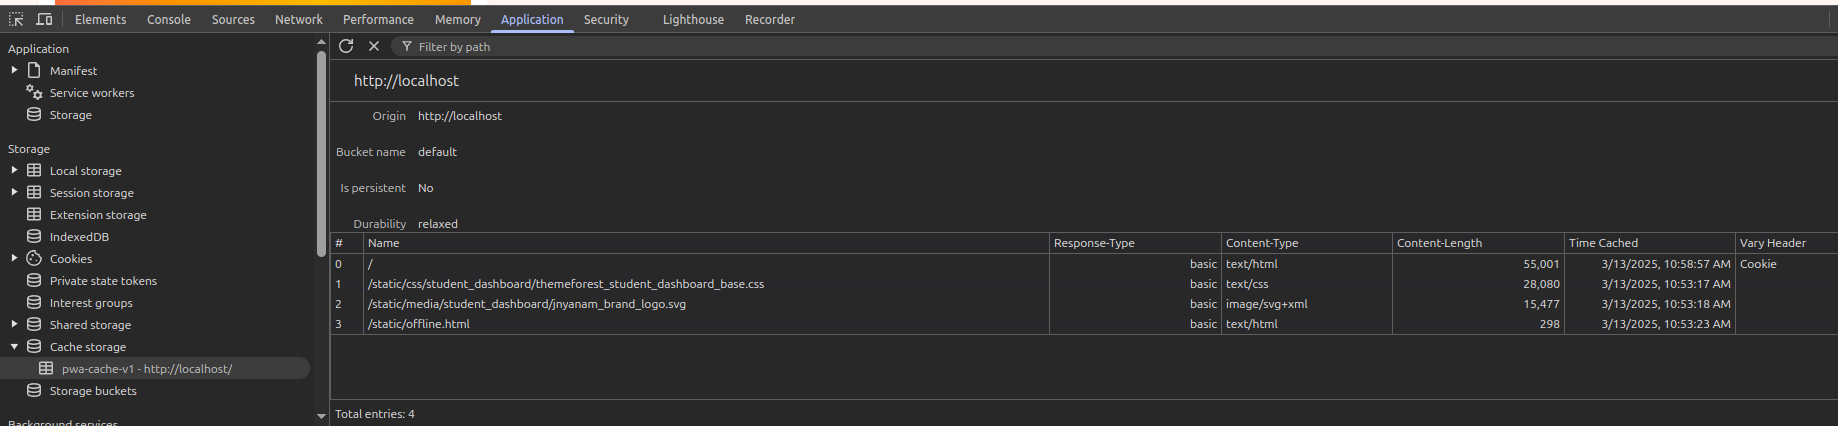 Elements Console Sources Network Performance Memory Application Security Lighthouse Recorder
Application
Manifest
Service workers
Storage
Storage
Local storage
Session storage
Extension storage
IndexedDB
Cookies
Private state tokens
Interest groups
Shared storage
Cache storage
pwa-cache-v1 - http://localhost/
Storage buckets
Background services
Filter by path
http://localhost
Origin http://localhost
Bucket name default
Is persistent No
Durability relaxed
# Name Response-Type Content-Type Content-Length Time Cached Vary Header
0 / basic text/html 55,001 3/13/2025, 10:58:57 AM Cookie
1 /static/css/student_dashboard/themeforest_student_dashboard_base.css basic text/css 28,080 3/13/2025, 10:53:17 AM
2 /static/media/student_dashboard/jnyanam_brand_logo.svg basic image/svg+xml 15,477 3/13/2025, 10:53:18 AM
3 /static/offline.html basic text/html 298 3/13/2025, 10:53:23 AM
Total entries: 4